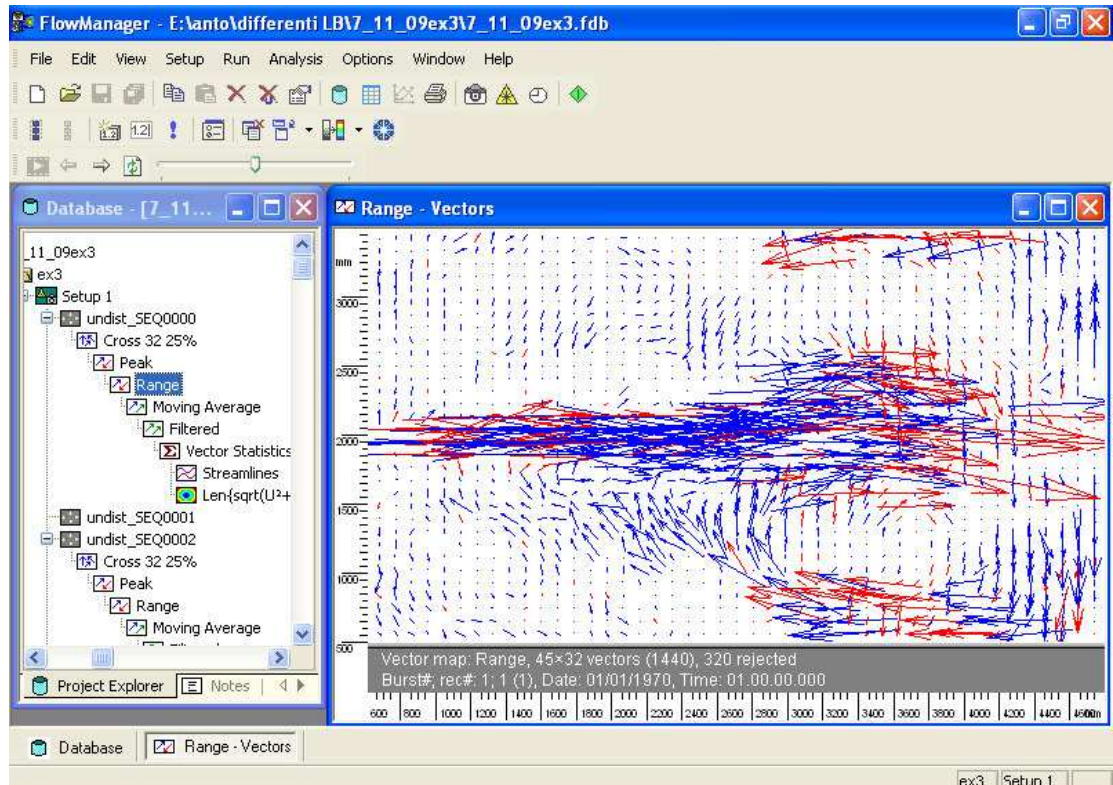 FlowManager - E:\anto\differenti LB\7_11_09ex3\7_11_09ex3.fdb
File Edit View Setup Run Analysis Options Window Help
Database - [7_11...
_11_09ex3
ex3
Setup 1
undist_SEQ0000
Cross 32 25%
Peak
Range
Moving Average
Filtered
Vector Statistics
Streamlines
Len{sqrt(U²+
undist_SEQ0001
undist_SEQ0002
Cross 32 25%
Peak
Range
Moving Average
Project Explorer Notes
Range - Vectors
mm
3000
2500
2000
1500
1000
500
Vector map: Range, 45×32 vectors (1440), 320 rejected
Burst#, rec#: 1; 1 (1), Date: 01/01/1970, Time: 01.00.00.000
600 800 1000 1200 1400 1600 1800 2000 2200 2400 2600 2800 3000 3200 3400 3600 3800 4000 4200 4400
Database Range - Vectors
ex3 Setup 1